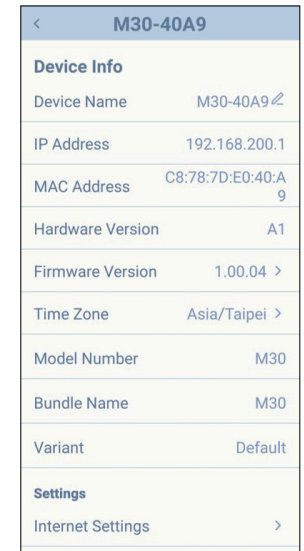 < M30-40A9
Device Info
Device Name M30-40A9
IP Address 192.168.200.1
MAC Address C8:78:7D:E0:40:A
9
Hardware Version A1
Firmware Version 1.00.04 >
Time Zone Asia/Taipei >
Model Number M30
Bundle Name M30
Variant Default
Settings
Internet Settings >